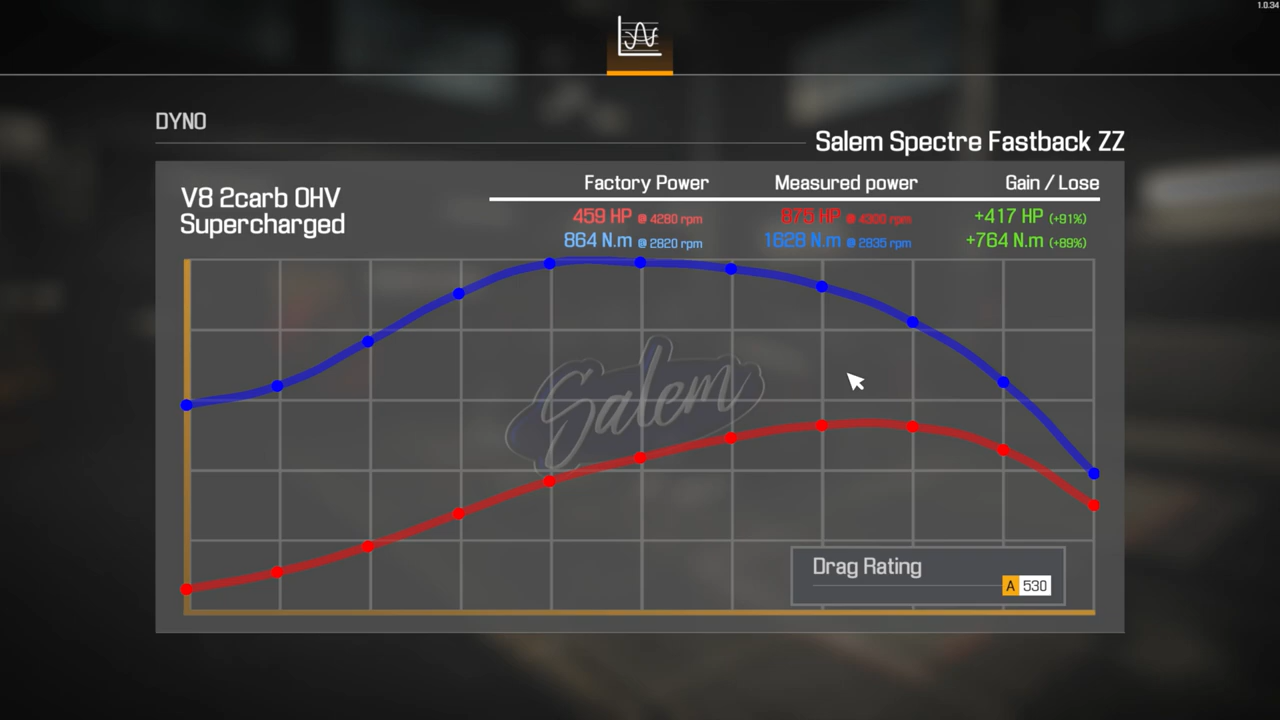 1.0.34
DYNO
Salem Spectre Fastback ZZ
V8 2carb OHV
Supercharged
Factory Power Measured power Gain / Lose
459 HP @ 4280 rpm 875 HP @ 4300 rpm +417 HP (+91%)
864 N.m @ 2820 rpm 1628 N.m @ 2835 rpm +764 N.m (+89%)
Salem
Drag Rating
A 530